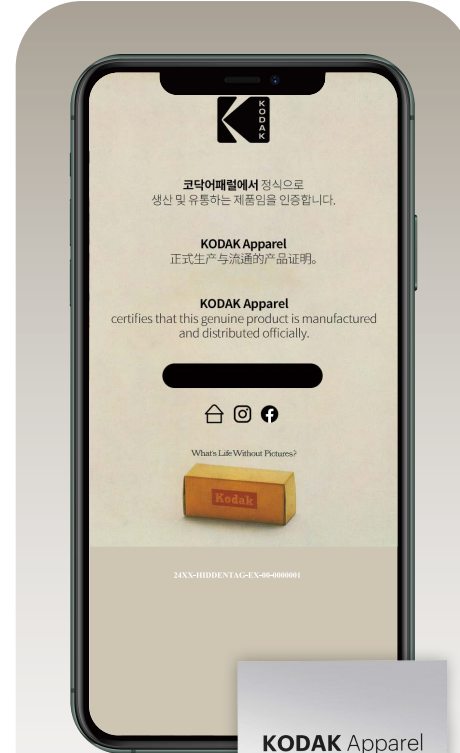 KODAK
코닥어패럴에서 정식으로
생산 및 유통하는 제품임을 인증합니다.
KODAK Apparel
正式生产与流通的产品证明。
KODAK Apparel
certifies that this genuine product is manufactured
and distributed officially.
What's Life Without Pictures?
Kodak
24XX-HIDDENTAG-EX-00-0000001
KODAK Apparel